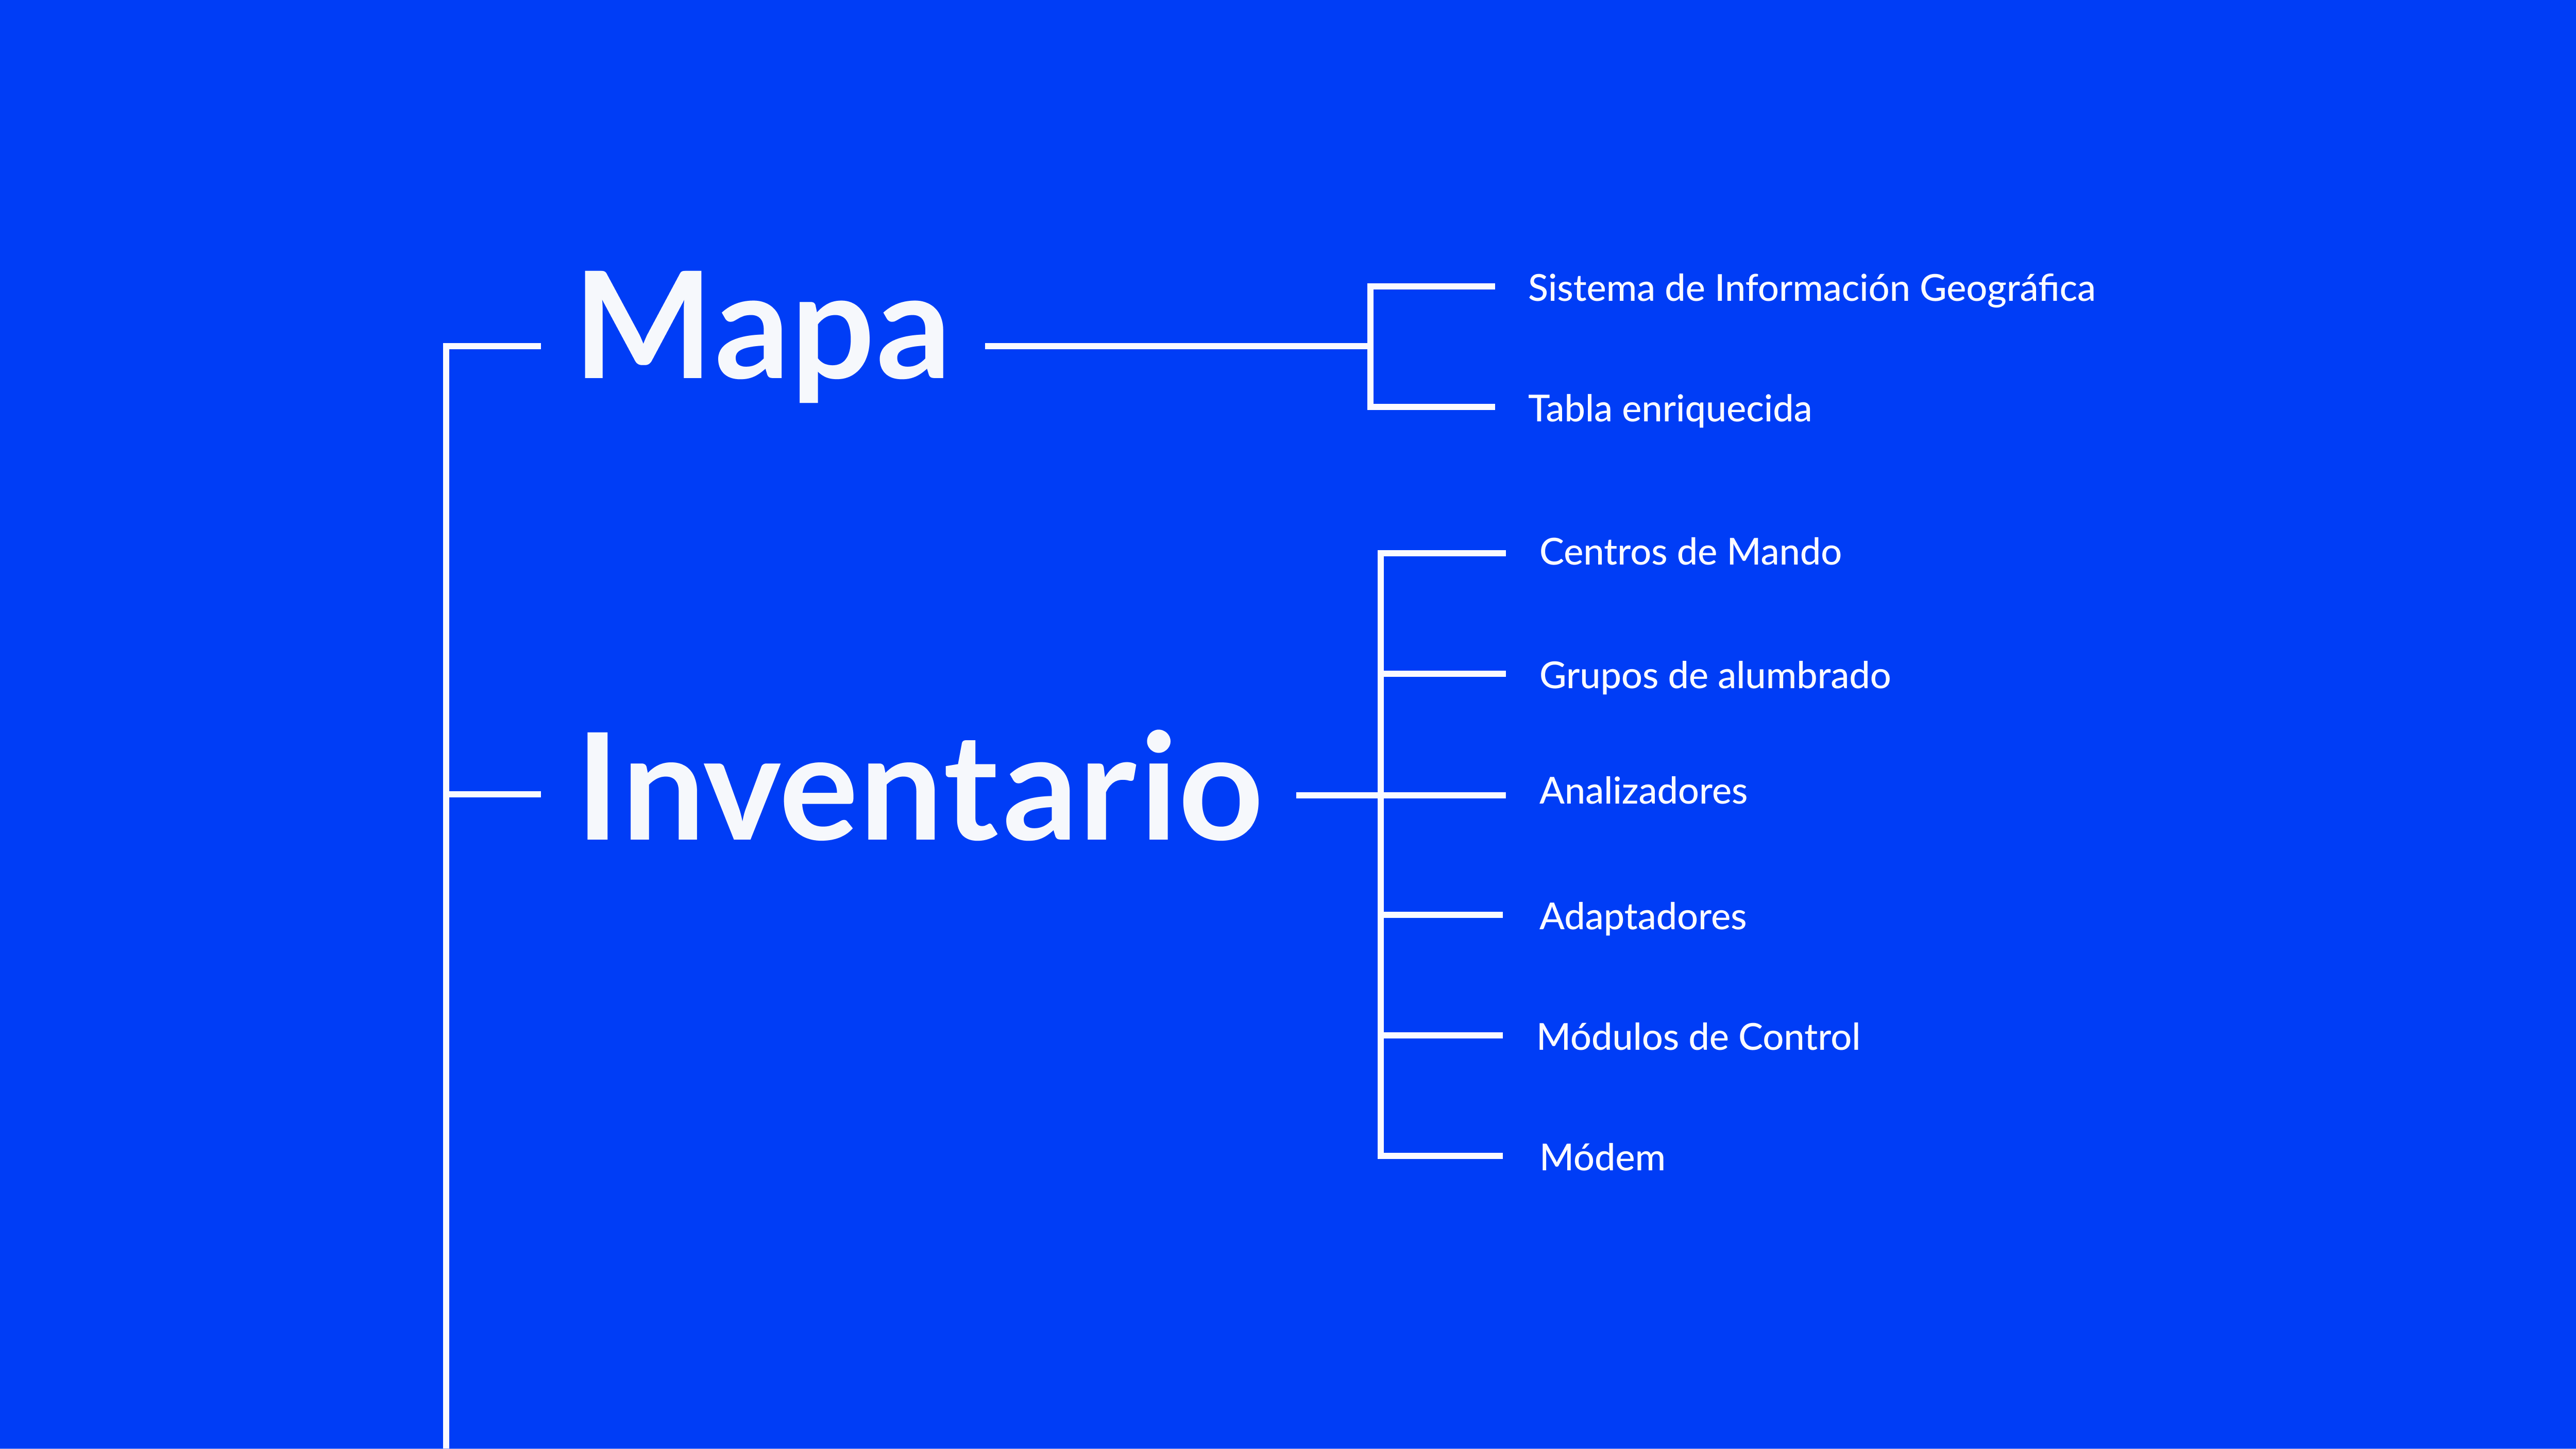 Mapa
Sistema de Información Geográfica
Tabla enriquecida
Inventario
Centros de Mando
Grupos de alumbrado
Analizadores
Adaptadores
Módulos de Control
Módem